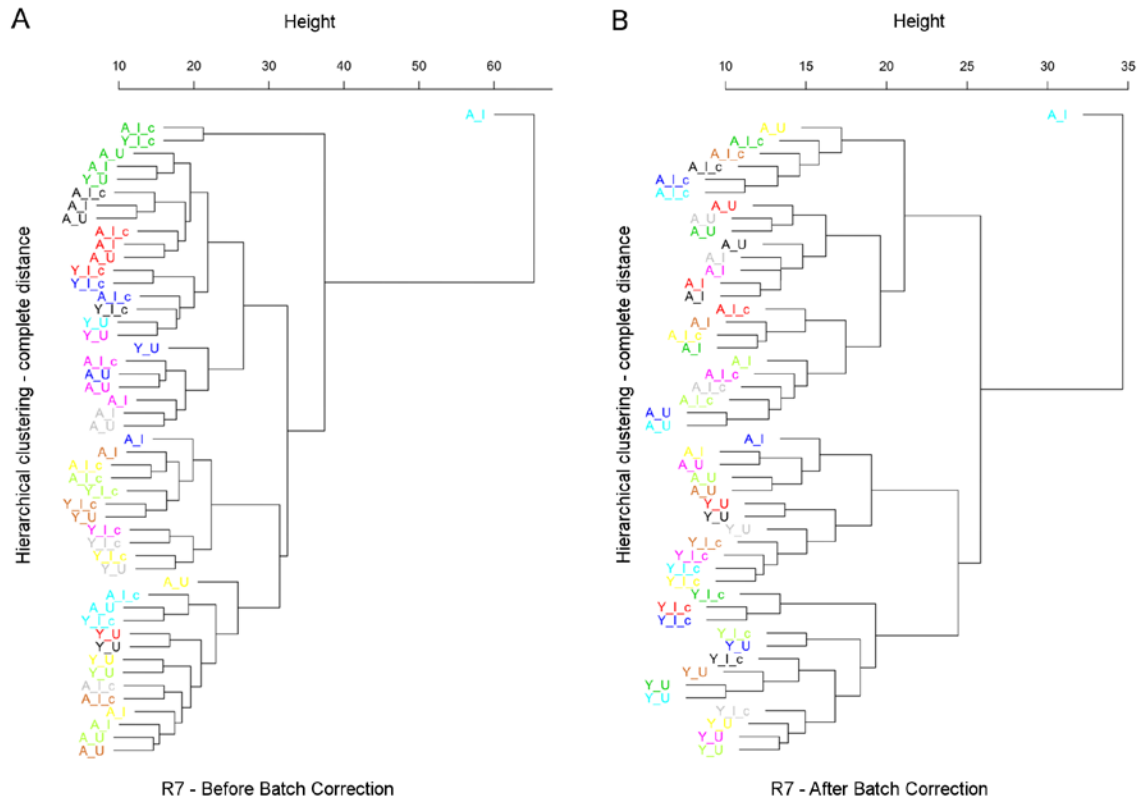 A
Height
10 20 30 40 50 60
Hierarchical clustering - complete distance
A_I
A_I_c
Y_I_c
A_U
A_I
Y_U
A_I_c
A_I
A_U
A_I_c
A_I
A_U
Y_I_c
Y_I_c
A_I_c
Y_I_c
Y_U
Y_U
Y_U
A_I_c
A_U
A_U
A_I
A_I
A_U
A_I
A_I
A_I_c
A_I_c
Y_I_c
Y_I_c
Y_U
Y_I_c
Y_I_c
Y_I_c
Y_U
A_U
A_I_c
A_U
Y_I_c
Y_U
Y_U
Y_U
Y_U
A_I_c
A_I_c
A_I
A_I
A_U
A_U
R7 - Before Batch Correction
B
Height
10 15 20 25 30 35
Hierarchical clustering - complete distance
A_I
A_U
A_I_c
A_I_c
A_I_c
A_I_c
A_I_c
A_U
A_U
A_U
A_U
A_I
A_I
A_I
A_I
A_I_c
A_I
A_I_c
A_I
A_I
A_I_c
A_I_c
A_I_c
A_U
A_U
A_I
A_I
A_U
A_U
A_U
Y_U
Y_U
Y_U
Y_I_c
Y_I_c
Y_I_c
Y_I_c
Y_I_c
Y_I_c
Y_I_c
Y_I_c
Y_U
Y_I_c
Y_U
Y_U
Y_U
Y_I_c
Y_U
Y_U
Y_U
R7 - After Batch Correction